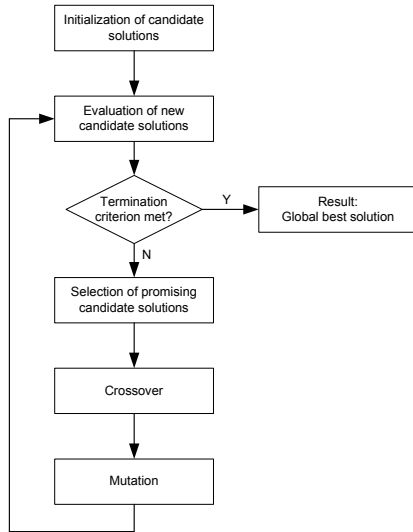 Initialization of candidate
solutions
Evaluation of new
candidate solutions
Termination
criterion met?
Y
Result:
Global best solution
N
Selection of promising
candidate solutions
Crossover
Mutation